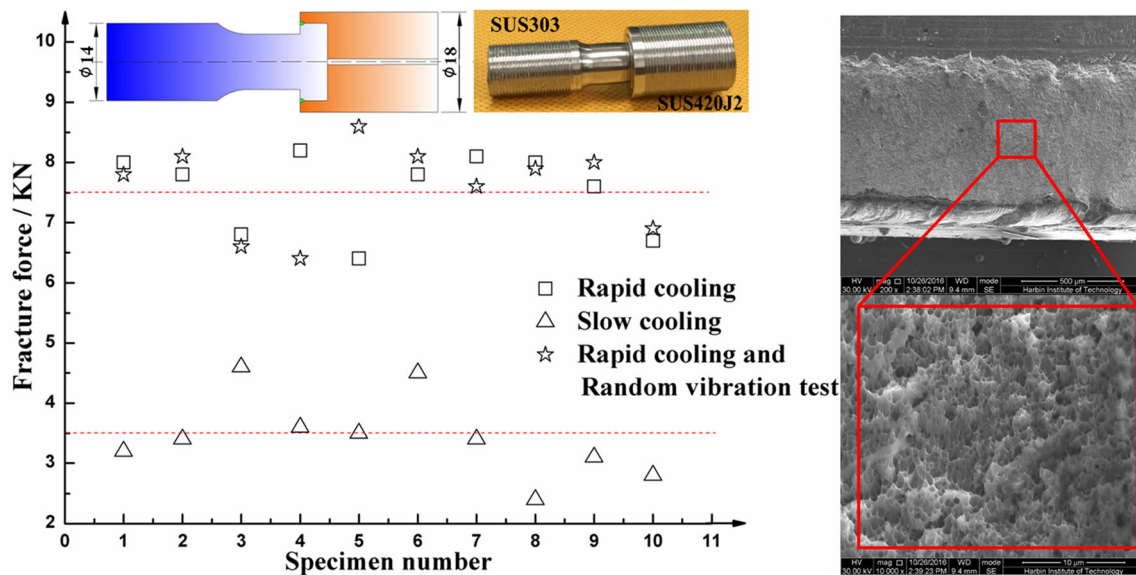 10
9
8
7
6
5
4
3
2
Fracture force / KN
ϕ14
ϕ18
SUS303
SUS420J2
Rapid cooling
Slow cooling
Rapid cooling and
Random vibration test
0 1 2 3 4 5 6 7 8 9 10 11
Specimen number
HV mag 10/26/2016 WD mode 500 μm
30.00 kV 200 x 2:38:02 PM 9.4 mm SE Harbin Institute of Technology
HV mag 10/26/2016 WD mode 10 μm
30.00 kV 10 000 x 2:39:23 PM 9.4 mm SE Harbin Institute of Technology